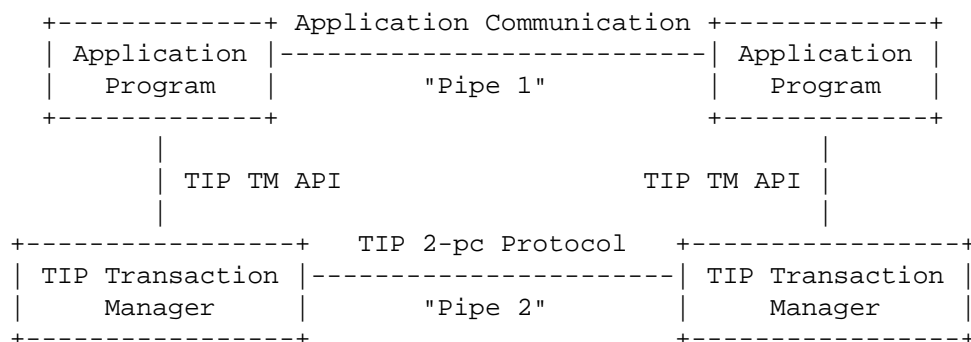 Application Communication
Application Application
Program "Pipe 1" Program
TIP TM API TIP TM API
TIP 2-pc Protocol
TIP Transaction TIP Transaction
Manager "Pipe 2" Manager